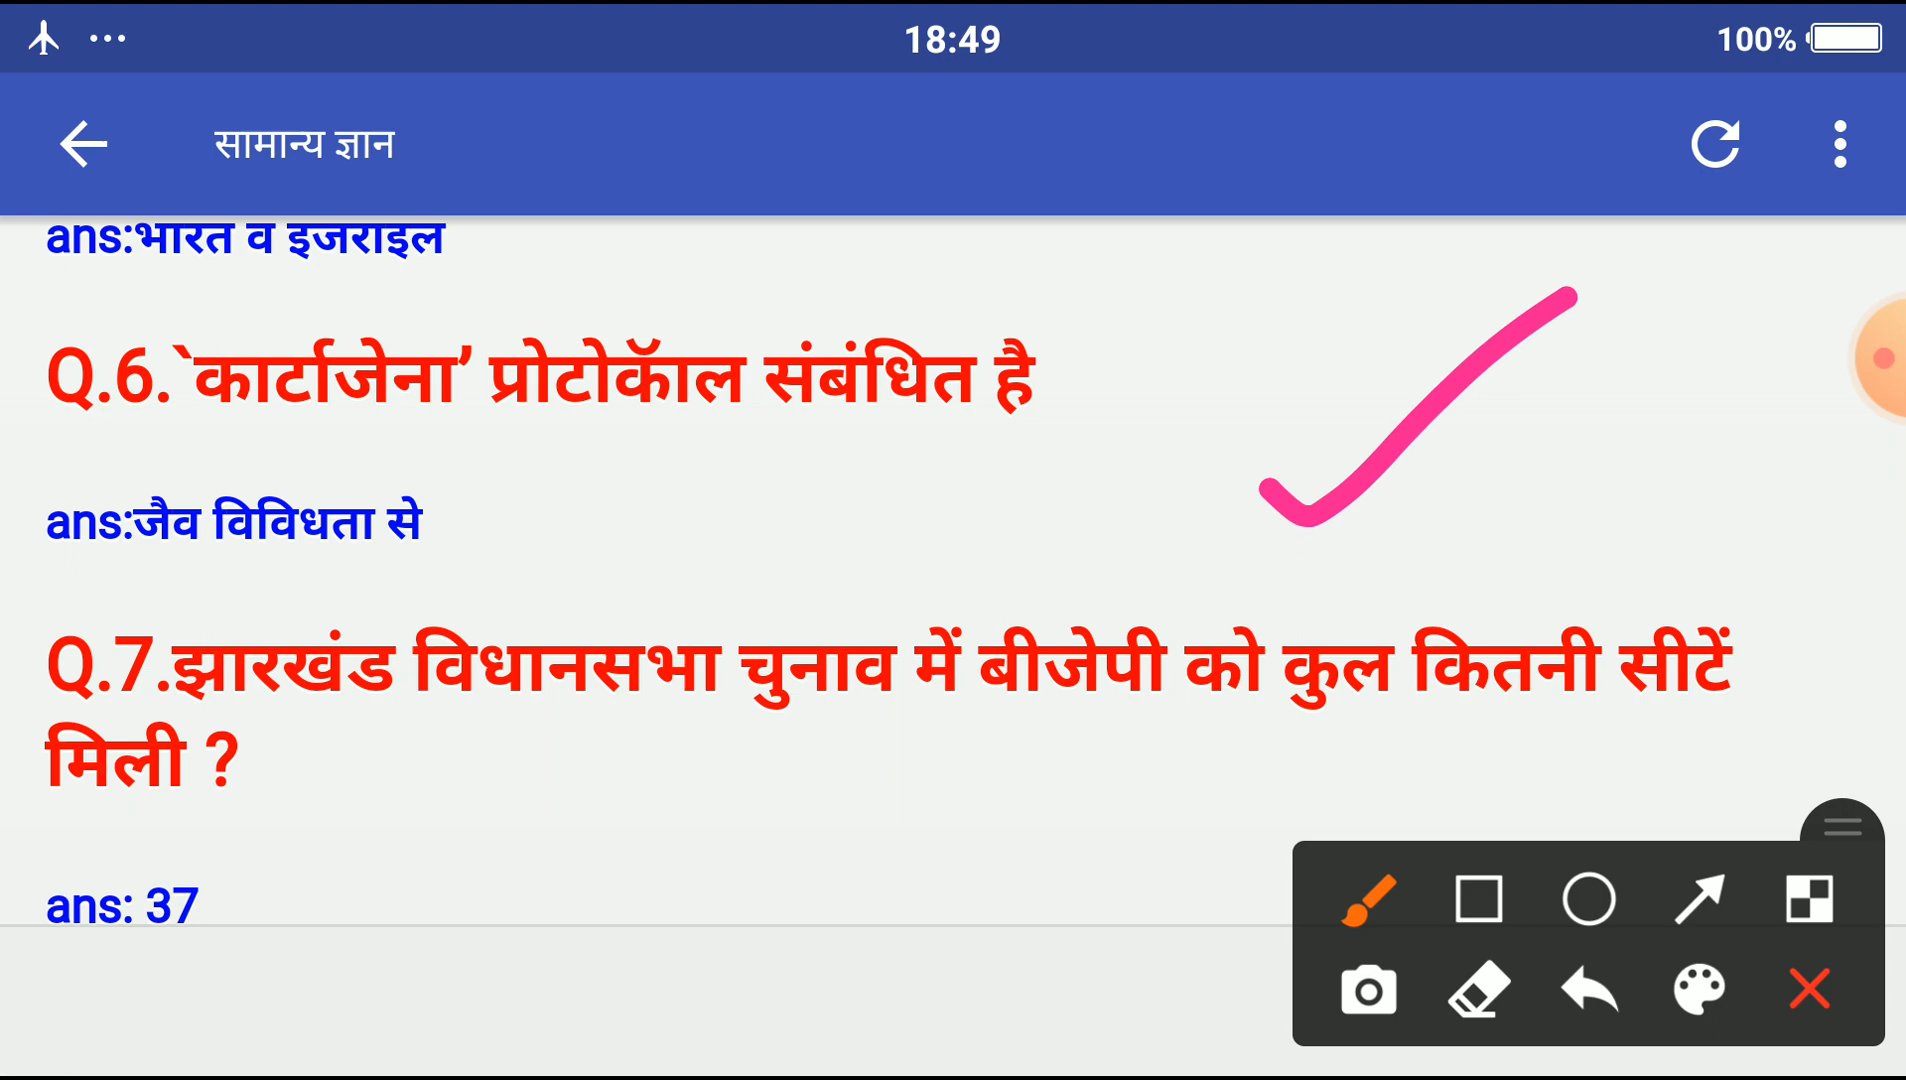 18:49
100%
सामान्य ज्ञान
ans:भारत व इजराइल
Q.6.`कार्टाजेना’ प्रोटोकॅाल संबंधित है
ans:जैव विविधता से
Q.7.झारखंड विधानसभा चुनाव में बीजेपी को कुल कितनी सीटें
मिली ?
ans: 37